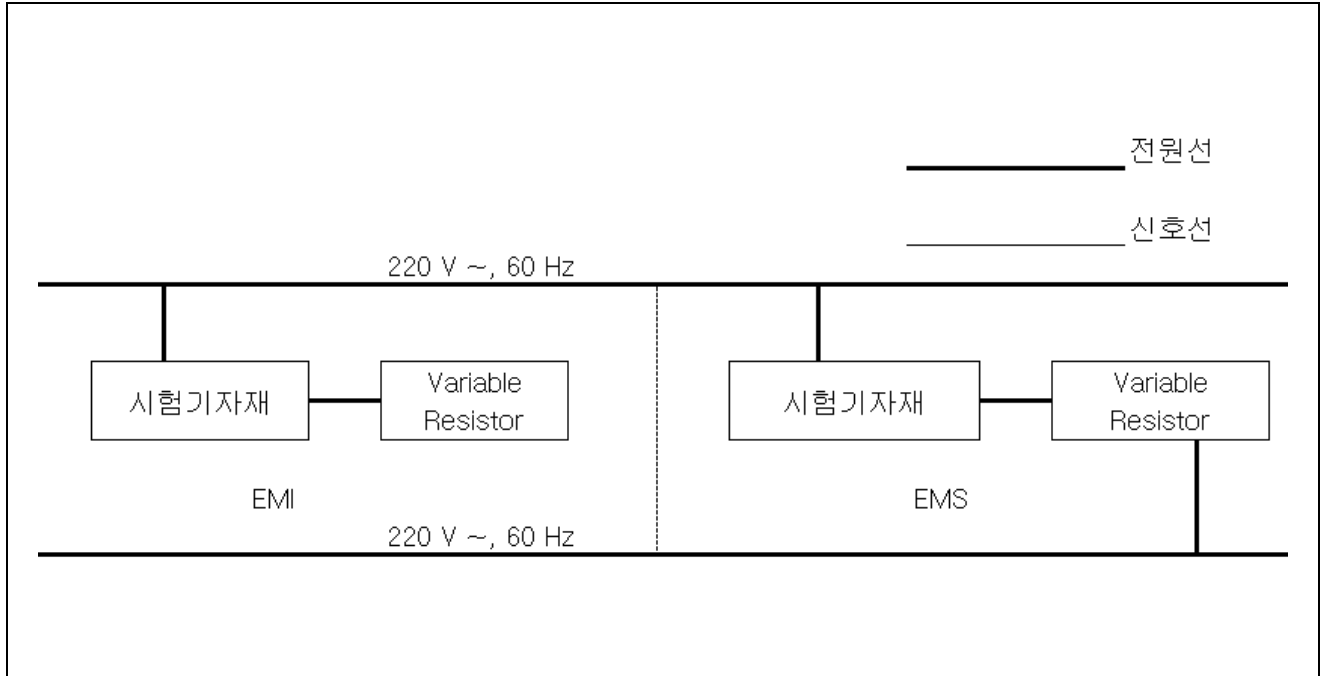 전원선
신호선
220 V ~, 60 Hz
시험기자재
Variable
Resistor
시험기자재
Variable
Resistor
EMI
EMS
220 V ~, 60 Hz